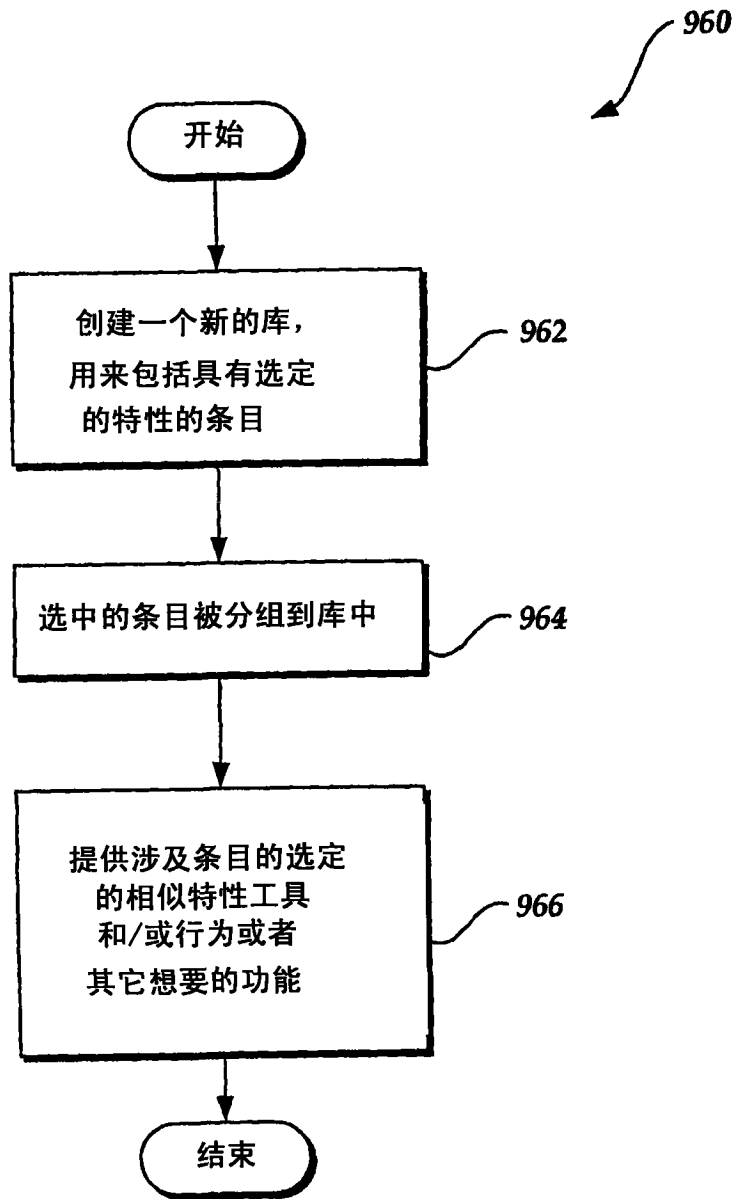 960
开始
创建一个新的库，
用来包括具有选定
的特性的条目
962
选中的条目被分组到库中
964
提供涉及条目的选定
的相似特性工具
和/或行为或者
其它想要的功能
966
结束